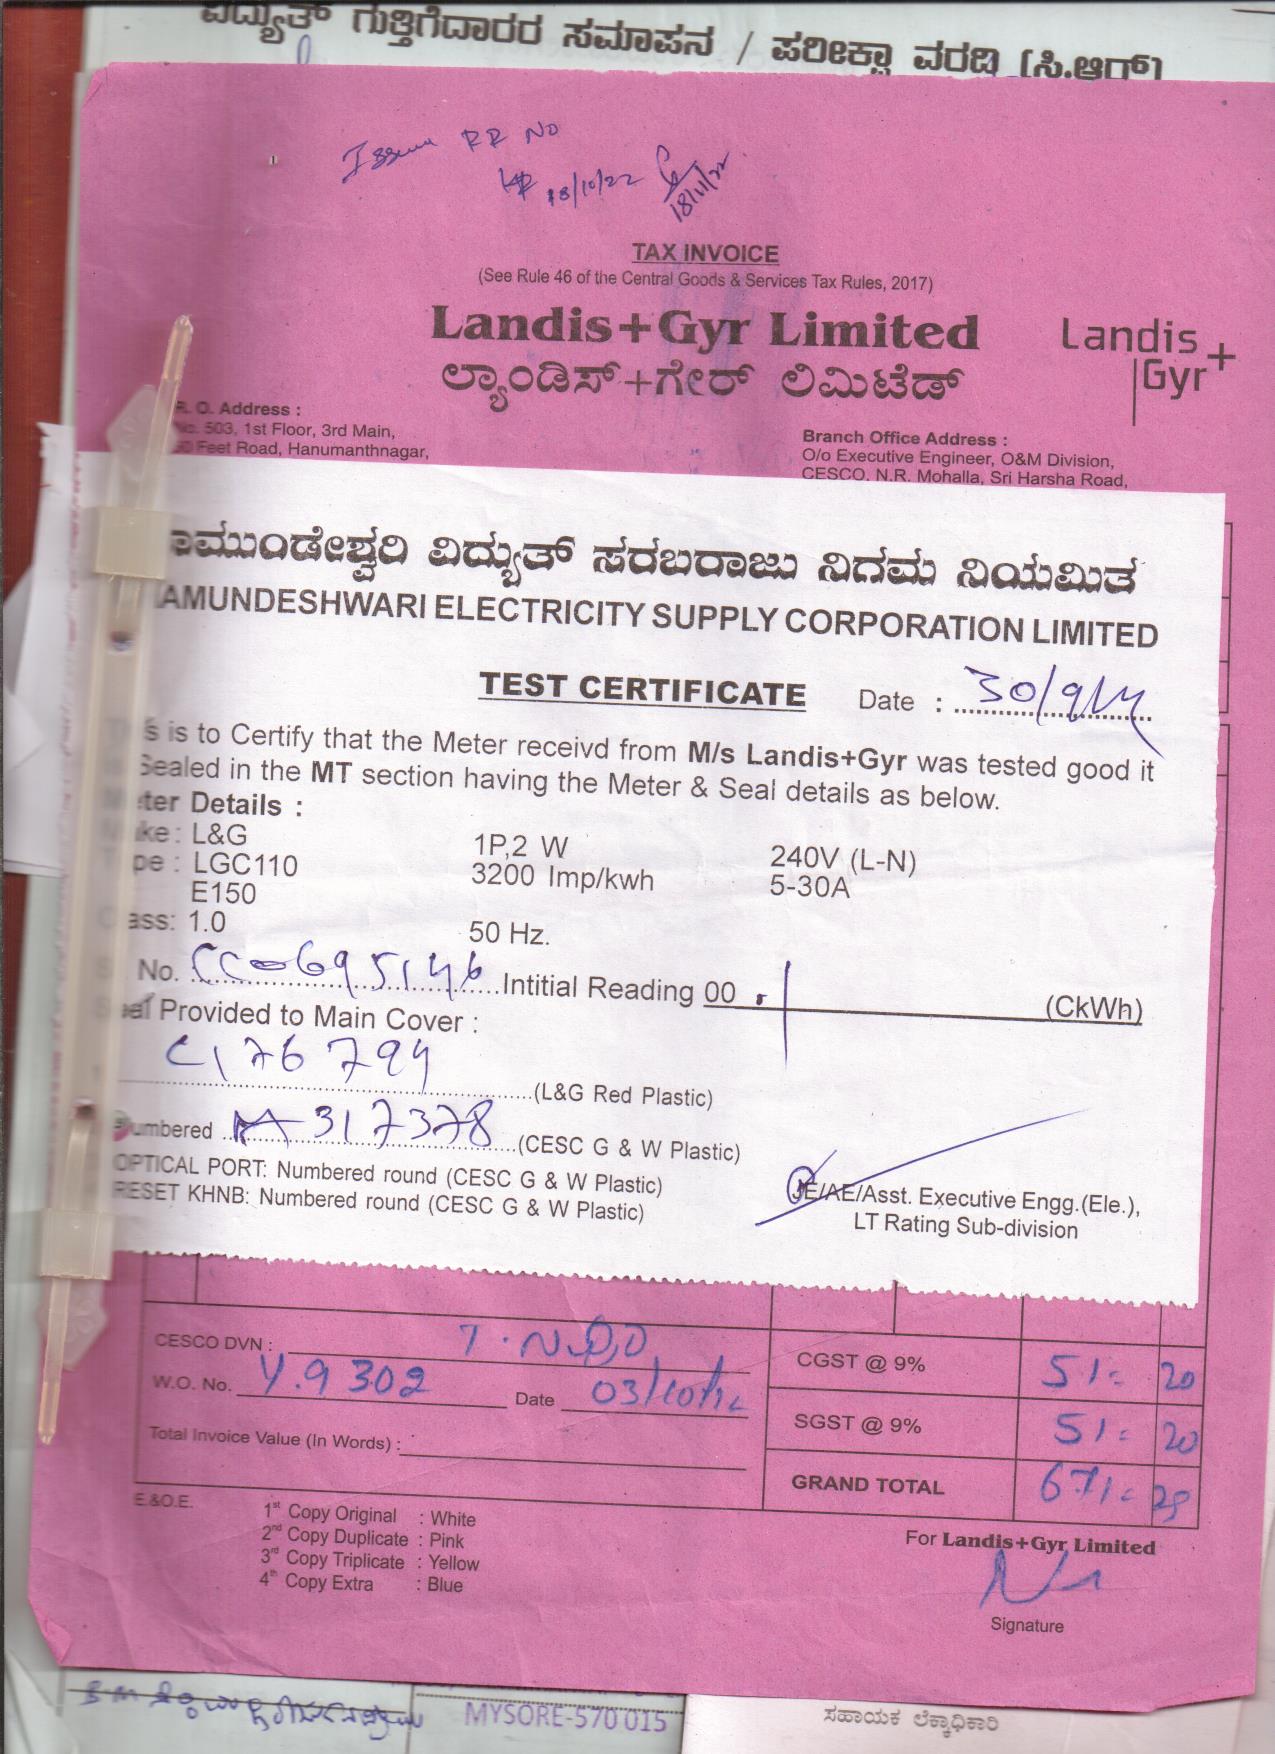 ವಿದ್ಯುತ್ ಗುತ್ತಿಗೆದಾರರ ಸಮಾಪನ / ಪರೀಕ್ಷಾ ವರದಿ (ಸಿ.ಆರ್)
Issue RR No
18/10/22 18/11/22
TAX INVOICE
(See Rule 46 of the Central Goods & Services Tax Rules, 2017)
Landis+Gyr Limited
Landis
Gyr+
ಲ್ಯಾಂಡಿಸ್+ಗೇರ್ ಲಿಮಿಟೆಡ್
R. O. Address :
No. 503, 1st Floor, 3rd Main,
Feet Road, Hanumanthnagar,
Branch Office Address :
O/o Executive Engineer, O&M Division,
CESCO, N.R. Mohalla, Sri Harsha Road,
ಾಮುಂಡೇಶ್ವರಿ ವಿದ್ಯುತ್ ಸರಬರಾಜು ನಿಗಮ ನಿಯಮಿತ
AMUNDESHWARI ELECTRICITY SUPPLY CORPORATION LIMITED
TEST CERTIFICATE Date :
is is to Certify that the Meter receivd from M/s Landis+Gyr was tested good it
Sealed in the MT section having the Meter & Seal details as below.
ter Details :
ke : L&G 1P,2 W 240V (L-N)
pe : LGC110 3200 Imp/kwh 5-30A
E150
ass: 1.0 50 Hz.
No. CC0695146 Intitial Reading 00 . (CkWh)
eal Provided to Main Cover :
C176794 (L&G Red Plastic)
umbered A 317378 (CESC G & W Plastic)
OPTICAL PORT: Numbered round (CESC G & W Plastic)
RESET KHNB: Numbered round (CESC G & W Plastic)
JE/AE/Asst. Executive Engg.(Ele.),
LT Rating Sub-division
CESCO DVN :
W.O. No. Y.9302 Date
Total Invoice Value (In Words) :
CGST @ 9% 51= 20
SGST @ 9% 51= 20
GRAND TOTAL 671= 25
E.&O.E.
1st Copy Original : White
2nd Copy Duplicate : Pink
3rd Copy Triplicate : Yellow
4th Copy Extra : Blue
For Landis+Gyr Limited
Signature
MYSORE-570 015
ಸಹಾಯಕ ಲೆಕ್ಕಾಧಿಕಾರಿ